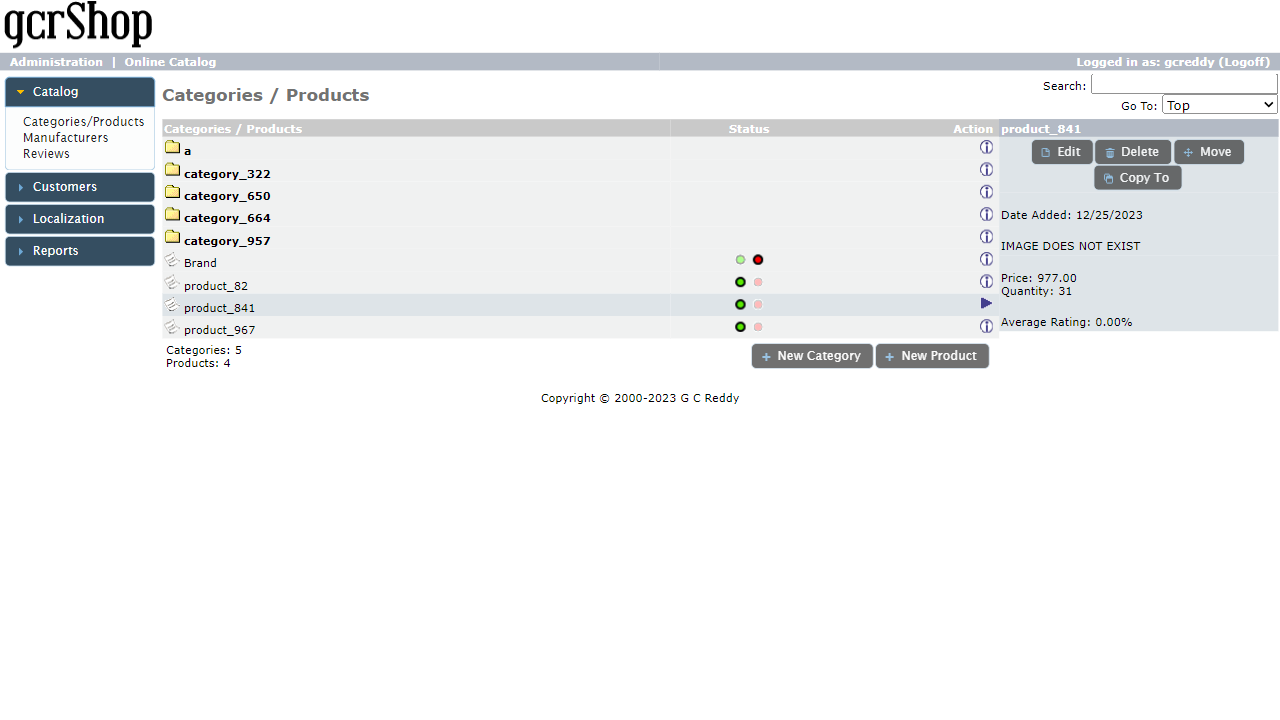 gcrShop
Administration | Online Catalog
Logged in as: gcreddy (Logoff)
Catalog
Categories/Products
Manufacturers
Reviews
Customers
Localization
Reports
Categories / Products
Search:
Go To: Top
Categories / Products Status Action
a
category_322
category_650
category_664
category_957
Brand
product_82
product_841
product_967
Categories: 5
Products: 4
New Category New Product
product_841
Edit Delete Move
Copy To
Date Added: 12/25/2023
IMAGE DOES NOT EXIST
Price: 977.00
Quantity: 31
Average Rating: 0.00%
Copyright © 2000-2023 G C Reddy